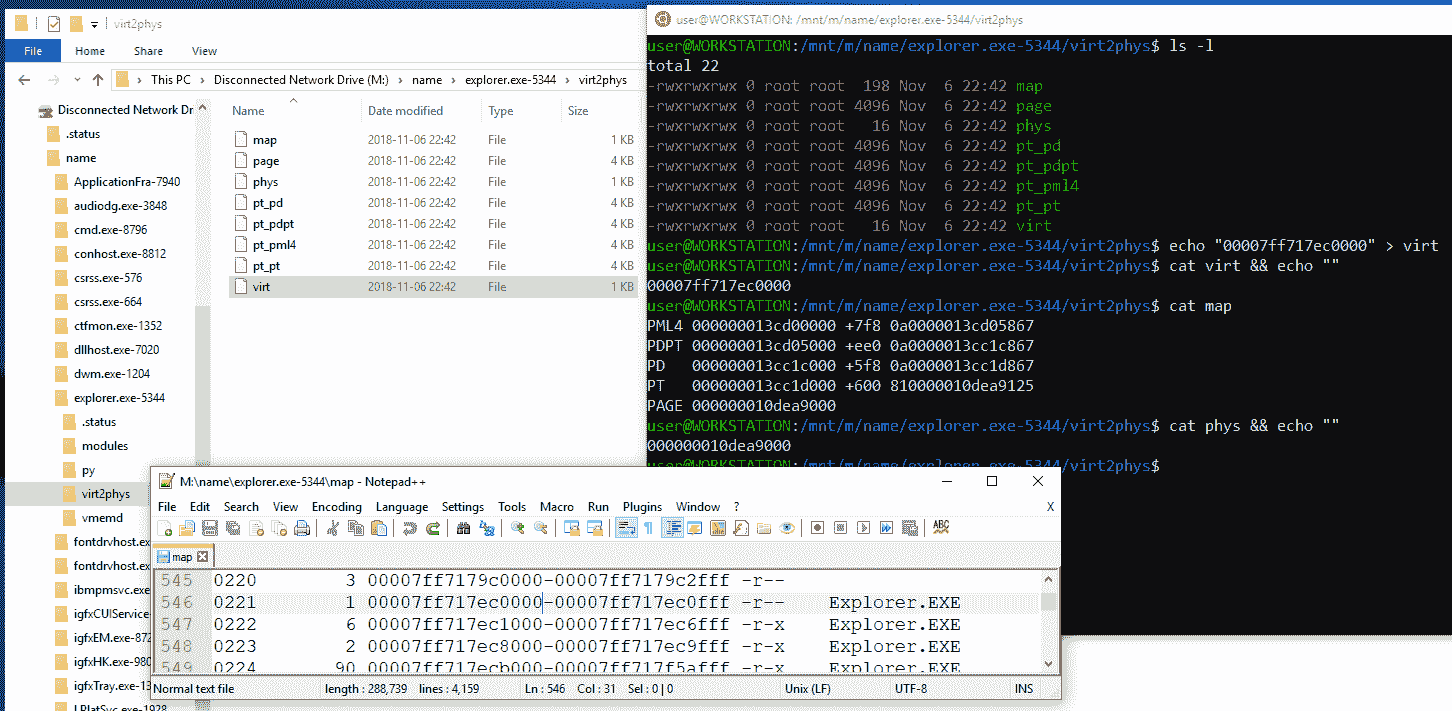 virt2phys
File Home Share View
This PC > Disconnected Network Drive (M:) > name > explorer.exe-5344 > virt2phys
Disconnected Network Dr
.status
name
ApplicationFra-7940
audiodg.exe-3848
cmd.exe-8796
conhost.exe-8812
csrss.exe-576
csrss.exe-664
ctfmon.exe-1352
dllhost.exe-7020
dwm.exe-1204
explorer.exe-5344
.status
modules
py
virt2phys
vmemd
fontdrvhost.ex
fontdrvhost.ex
ibmpmsvc.exe
igfxCUIService
igfxEM.exe-872
igfxHK.exe-980
igfxTray.exe-13
LPlatSvc.exe-1928
Name Date modified Type Size
map 2018-11-06 22:42 File 1 KB
page 2018-11-06 22:42 File 4 KB
phys 2018-11-06 22:42 File 1 KB
pt_pd 2018-11-06 22:42 File 4 KB
pt_pdpt 2018-11-06 22:42 File 4 KB
pt_pml4 2018-11-06 22:42 File 4 KB
pt_pt 2018-11-06 22:42 File 4 KB
virt 2018-11-06 22:42 File 1 KB
user@WORKSTATION: /mnt/m/name/explorer.exe-5344/virt2phys
user@WORKSTATION:/mnt/m/name/explorer.exe-5344/virt2phys$ ls -l
total 22
-rwxrwxrwx 0 root root 198 Nov 6 22:42 map
-rwxrwxrwx 0 root root 4096 Nov 6 22:42 page
-rwxrwxrwx 0 root root 16 Nov 6 22:42 phys
-rwxrwxrwx 0 root root 4096 Nov 6 22:42 pt_pd
-rwxrwxrwx 0 root root 4096 Nov 6 22:42 pt_pdpt
-rwxrwxrwx 0 root root 4096 Nov 6 22:42 pt_pml4
-rwxrwxrwx 0 root root 4096 Nov 6 22:42 pt_pt
-rwxrwxrwx 0 root root 16 Nov 6 22:42 virt
user@WORKSTATION:/mnt/m/name/explorer.exe-5344/virt2phys$ echo "00007ff717ec0000" > virt
user@WORKSTATION:/mnt/m/name/explorer.exe-5344/virt2phys$ cat virt && echo ""
00007ff717ec0000
user@WORKSTATION:/mnt/m/name/explorer.exe-5344/virt2phys$ cat map
PML4 000000013cd00000 +7f8 0a0000013cd05867
PDPT 000000013cd05000 +ee0 0a0000013cc1c867
PD 000000013cc1c000 +5f8 0a0000013cc1d867
PT 000000013cc1d000 +600 810000010dea9125
PAGE 000000010dea9000
user@WORKSTATION:/mnt/m/name/explorer.exe-5344/virt2phys$ cat phys && echo ""
000000010dea9000
user@WORKSTATION:/mnt/m/name/explorer.exe-5344/virt2phys$
M:\name\explorer.exe-5344\map - Notepad++
File Edit Search View Encoding Language Settings Tools Macro Run Plugins Window ? X
map
545 0220 3 00007ff7179c0000-00007ff7179c2fff -r--
546 0221 1 00007ff717ec0000-00007ff717ec0fff -r-- Explorer.EXE
547 0222 6 00007ff717ec1000-00007ff717ec6fff -r-x Explorer.EXE
548 0223 2 00007ff717ec8000-00007ff717ec9fff -r-x Explorer.EXE
549 0224 90 00007ff717ecb000-00007ff717f5afff -r-x Explorer.EXE
Normal text file length : 288,739 lines : 4,159 Ln : 546 Col : 31 Sel : 0 | 0 Unix (LF) UTF-8 INS